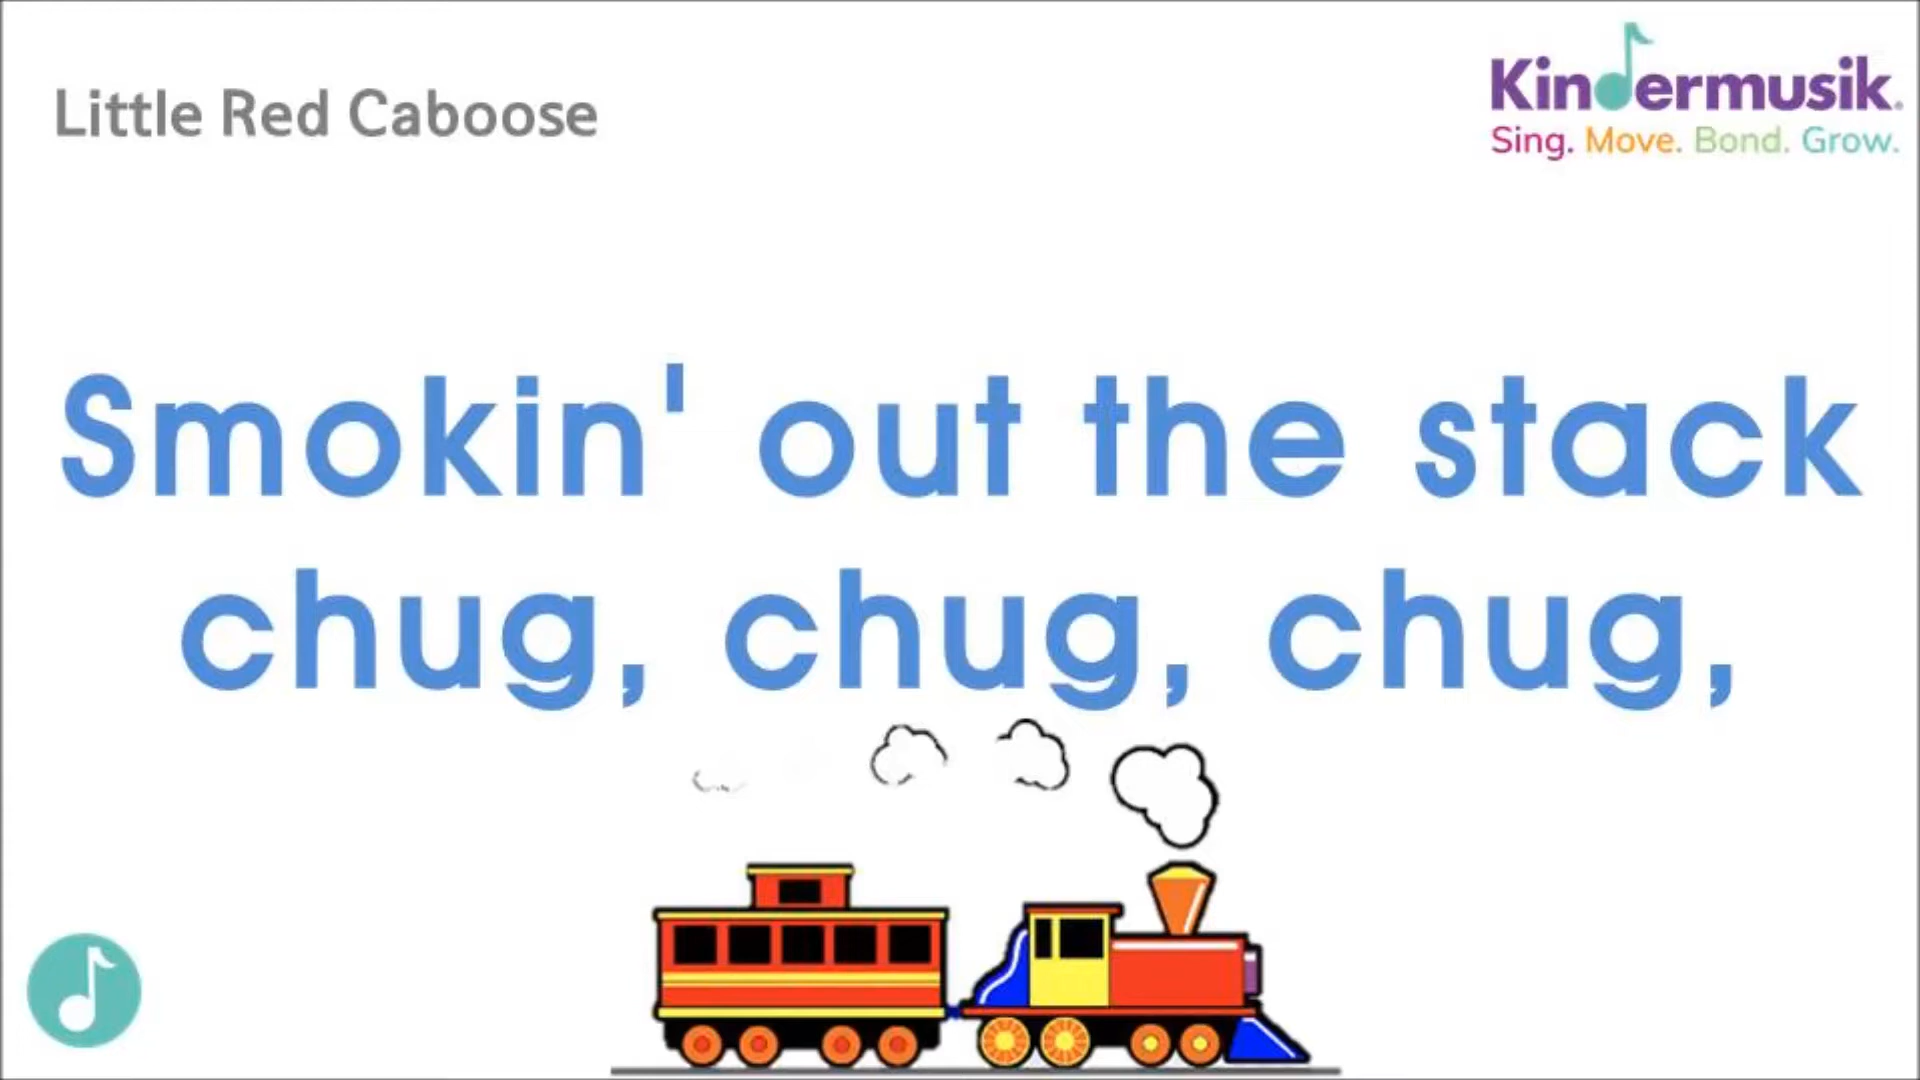 Little Red Caboose
Kindermusik.
Sing. Move. Bond. Grow.
Smokin' out the stack
chug, chug, chug,